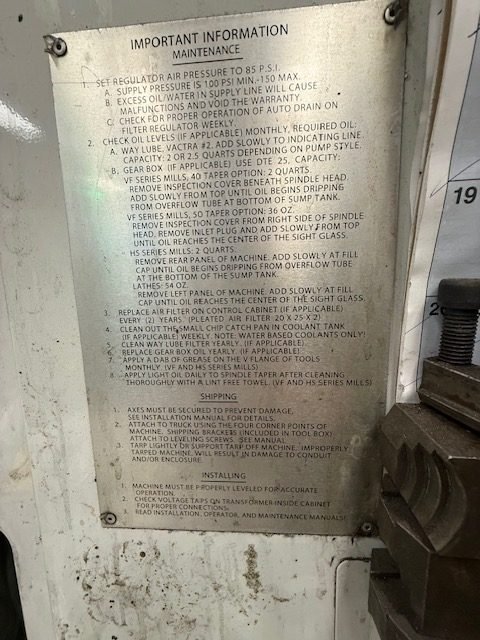 IMPORTANT INFORMATION
MAINTENANCE
1. SET REGULATOR AIR PRESSURE TO 85 P.S.I.
A. SUPPLY PRESSURE IS 100 PSI MIN.-150 MAX.
B. EXCESS OIL/WATER IN SUPPLY LINE WILL CAUSE
MALFUNCTIONS AND VOID THE WARRANTY.
C. CHECK FOR PROPER OPERATION OF AUTO DRAIN ON
FILTER REGULATOR WEEKLY.
2. CHECK OIL LEVELS (IF APPLICABLE) MONTHLY, REQUIRED OIL:
A. WAY LUBE, VACTRA #2. ADD SLOWLY TO INDICATING LINE.
CAPACITY: 2 OR 2.5 QUARTS DEPENDING ON PUMP STYLE.
B. GEAR BOX (IF APPLICABLE) USE DTE 25, CAPACITY:
VF SERIES MILLS, 40 TAPER OPTION: 2 QUARTS.
REMOVE INSPECTION COVER BENEATH SPINDLE HEAD.
ADD SLOWLY FROM TOP UNTIL OIL BEGINS DRIPPING
FROM OVERFLOW TUBE AT BOTTOM OF SUMP TANK.
VF SERIES MILLS, 50 TAPER OPTION: 36 OZ.
REMOVE INSPECTION COVER FROM RIGHT SIDE OF SPINDLE
HEAD, REMOVE INLET PLUG AND ADD SLOWLY FROM TOP
UNTIL OIL REACHES THE CENTER OF THE SIGHT GLASS.
HS SERIES MILLS: 2 QUARTS.
REMOVE REAR PANEL OF MACHINE. ADD SLOWLY AT FILL
CAP UNTIL OIL BEGINS DRIPPING FROM OVERFLOW TUBE
AT THE BOTTOM OF THE SUMP TANK.
LATHES: 54 OZ.
REMOVE LEFT PANEL OF MACHINE. ADD SLOWLY AT FILL
CAP UNTIL OIL REACHES THE CENTER OF THE SIGHT GLASS
3. REPLACE AIR FILTER ON CONTROL CABINET (IF APPLICABLE)
EVERY (2) YEARS. (PLEATED AIR FILTER 20 X 25 X 2)
4. CLEAN OUT THE SMALL CHIP CATCH PAN IN COOLANT TANK
(IF APPLICABLE) WEEKLY. NOTE: WATER BASED COOLANTS ONLY!
5. CLEAN WAY LUBE FILTER YEARLY. (IF APPLICABLE).
6. REPLACE GEAR BOX OIL YEARLY. (IF APPLICABLE)
7. APPLY A DAB OF GREASE ON THE V FLANGE OF TOOLS
MONTHLY. (VF AND HS SERIES MILLS)
8. APPLY LIGHT OIL DAILY TO SPINDLE TAPER AFTER CLEANING
THOROUGHLY WITH A LINT FREE TOWEL. (VF AND HS SERIES MILLS)
SHIPPING
1. AXES MUST BE SECURED TO PREVENT DAMAGE,
SEE INSTALLATION MANUAL FOR DETAILS.
2. ATTACH TO TRUCK USING THE FOUR CORNER POINTS OF
MACHINE. SHIPPING BRACKETS (INCLUDED IN TOOL BOX)
ATTACH TO LEVELING SCREWS. SEE MANUAL.
3. TARP LIGHTLY OR SUPPORT TARP OFF MACHINE. IMPROPERLY
TARPED MACHINE WILL RESULT IN DAMAGE TO CONDUIT
AND/OR ENCLOSURE.
INSTALLING
1. MACHINE MUST BE PROPERLY LEVELED FOR ACCURATE
OPERATION.
2. CHECK VOLTAGE TAPS ON TRANSFORMER-INSIDE CABINET
FOR PROPER CONNECTIONS.
3. READ INSTALLATION, OPERATOR, AND MAINTENANCE MANUALS!
19